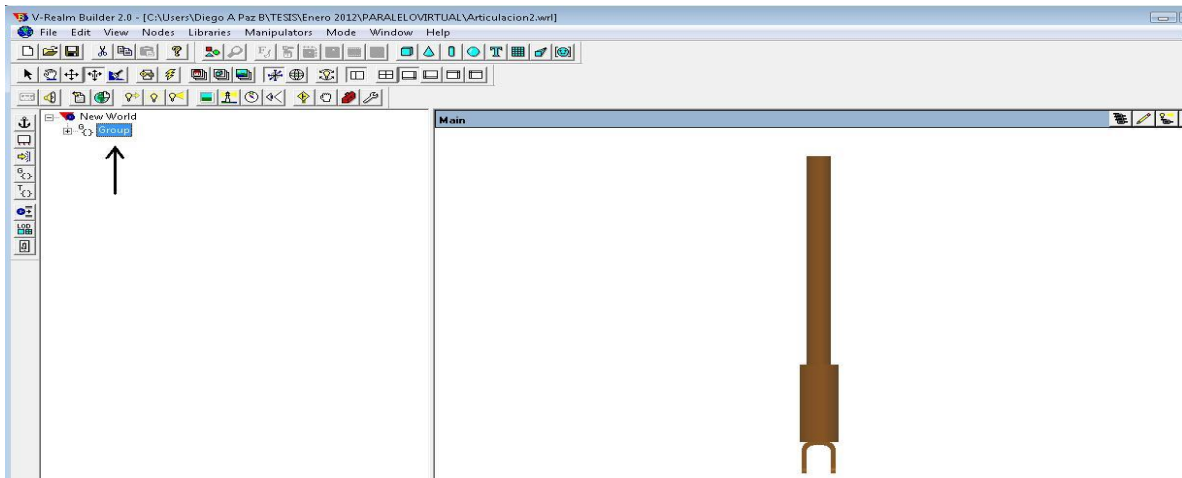 V-Realm Builder 2.0 - [C:\Users\Diego A Paz B\TESIS\Enero 2012\PARALELOVIRTUAL\Articulacion2.wrl]
File Edit View Nodes Libraries Manipulators Mode Window Help
New World
Group
Main